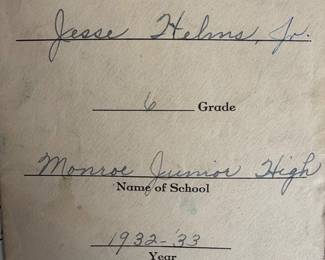 Jesse Helms, Jr.
6 Grade
Monroe Junior High
Name of School
1932-'33
Year